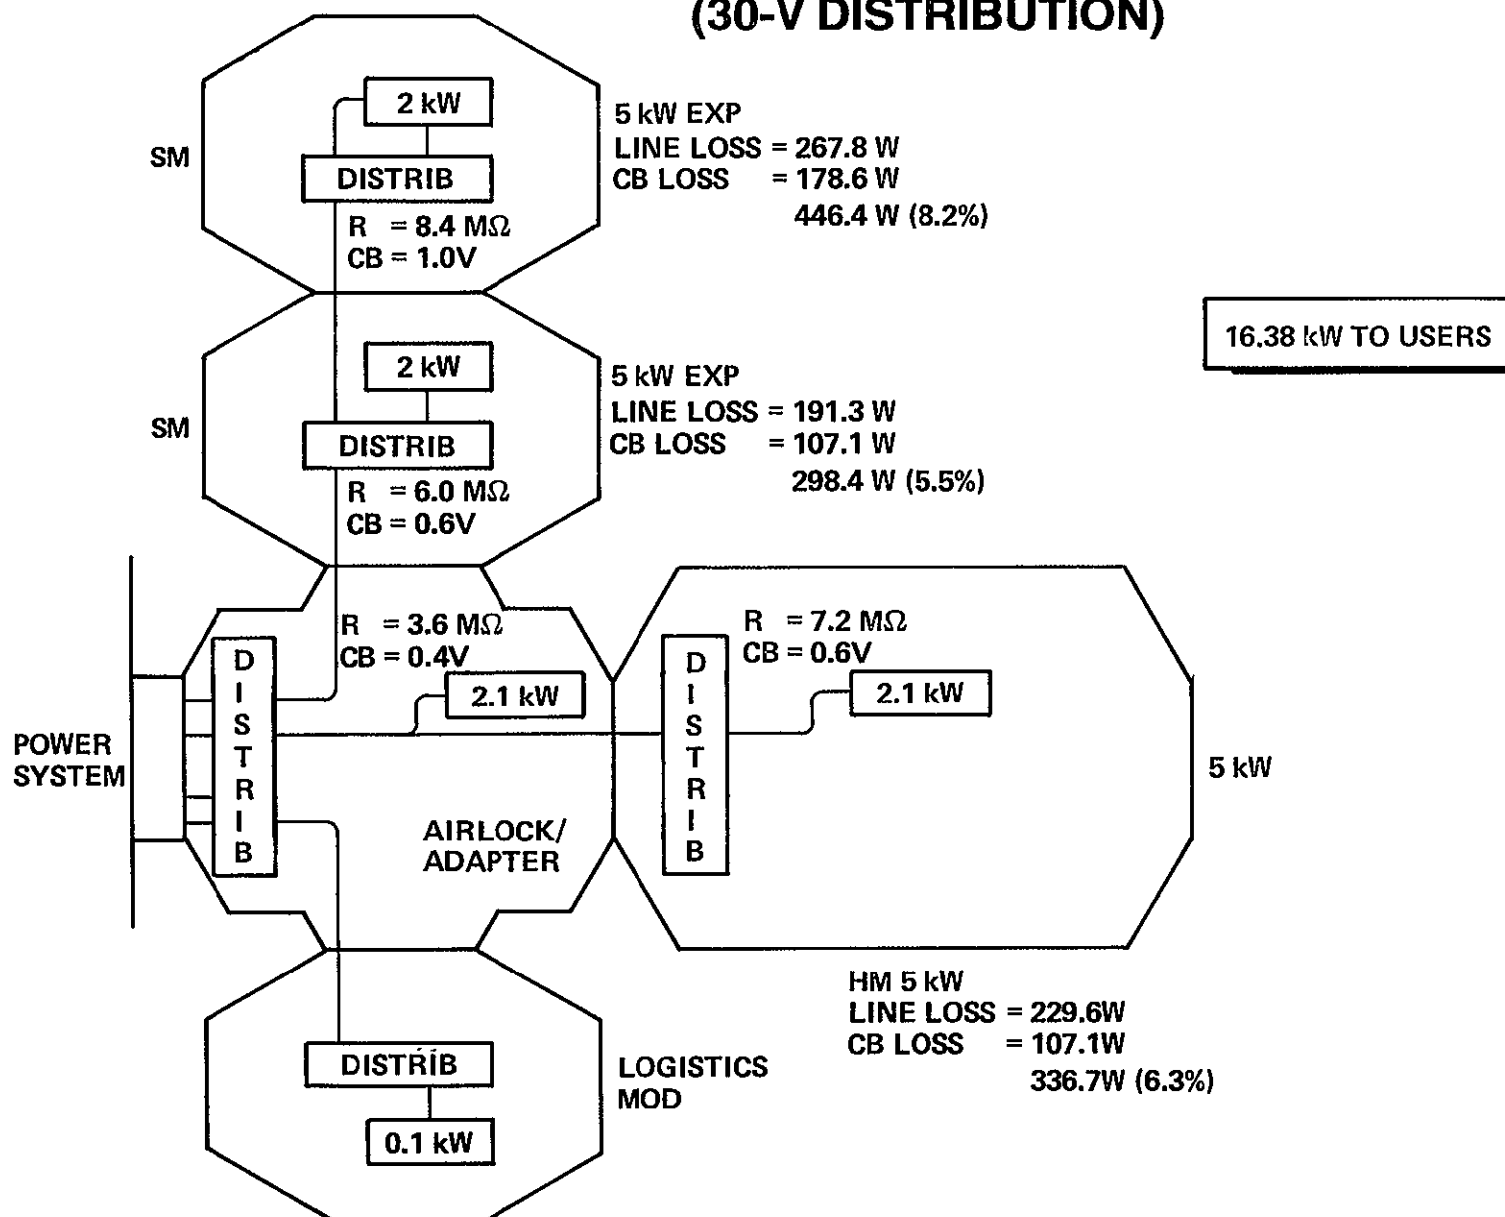 (30-V DISTRIBUTION)
2 kW
SM
DISTRIB
R = 8.4 MΩ
CB = 1.0V
5 kW EXP
LINE LOSS = 267.8 W
CB LOSS = 178.6 W
446.4 W (8.2%)
16.38 kW TO USERS
2 kW
SM
DISTRIB
R = 6.0 MΩ
CB = 0.6V
5 kW EXP
LINE LOSS = 191.3 W
CB LOSS = 107.1 W
298.4 W (5.5%)
R = 3.6 MΩ
CB = 0.4V
DISTRIB
2.1 kW
POWER
SYSTEM
AIRLOCK/
ADAPTER
R = 7.2 MΩ
CB = 0.6V
DISTRIB
2.1 kW
5 kW
HM 5 kW
LINE LOSS = 229.6W
CB LOSS = 107.1W
336.7W (6.3%)
DISTRIB
0.1 kW
LOGISTICS
MOD